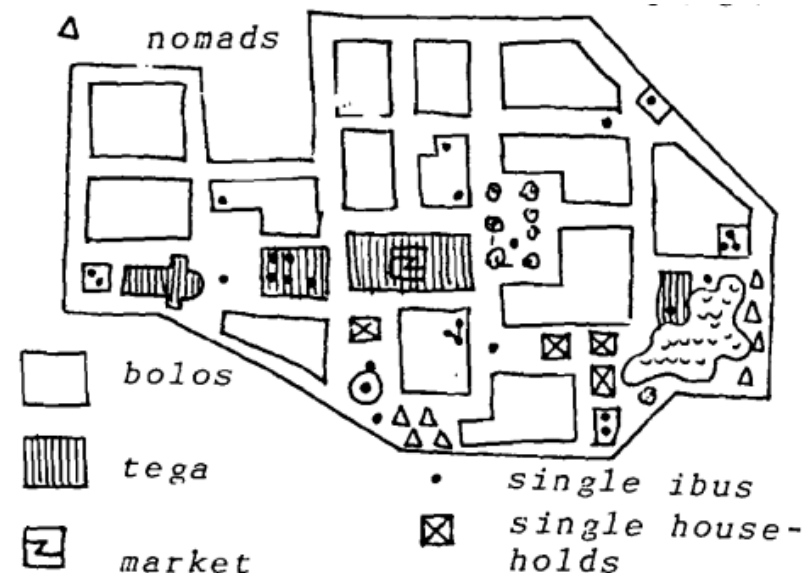 nomads
bolos
tega
market
single ibus
single house-
holds